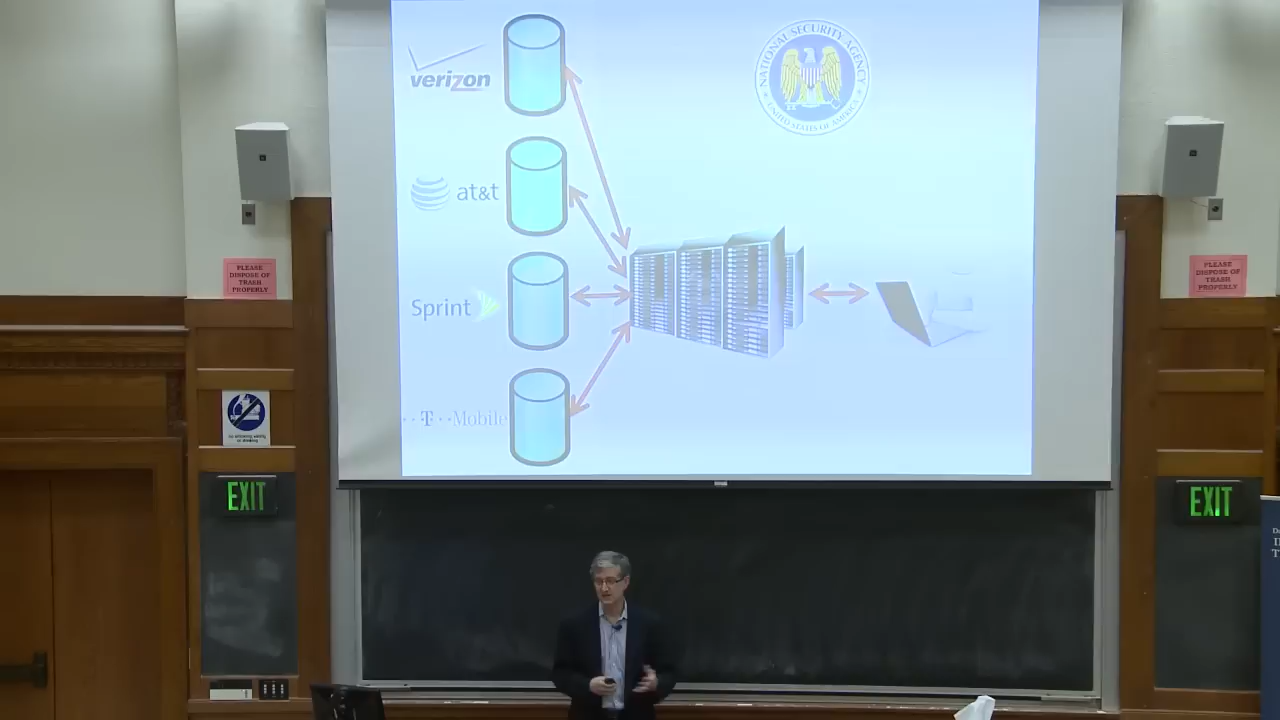 verizon
NATIONAL SECURITY AGENCY
UNITED STATES OF AMERICA
at&t
Sprint
T Mobile
PLEASE
DISPOSE OF
TRASH
PROPERLY
PLEASE
DISPOSE OF
TRASH
PROPERLY
EXIT
EXIT